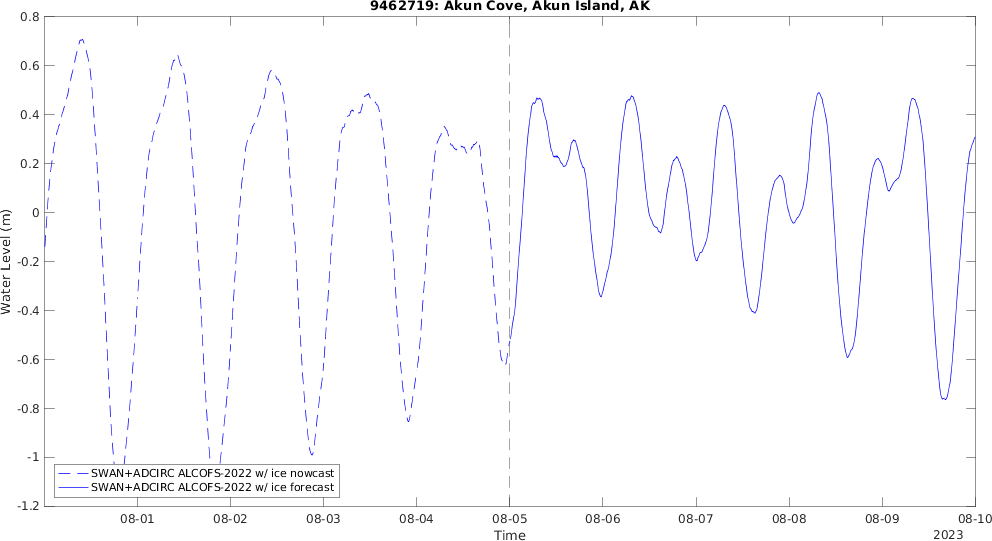 9462719: Akun Cove, Akun Island, AK
0.8
0.6
0.4
0.2
0
-0.2
-0.4
-0.6
-0.8
-1
-1.2
Water Level (m)
SWAN+ADCIRC ALCOFS-2022 w/ ice nowcast
SWAN+ADCIRC ALCOFS-2022 w/ ice forecast
08-01 08-02 08-03 08-04 08-05 08-06 08-07 08-08 08-09 08-10
Time
2023